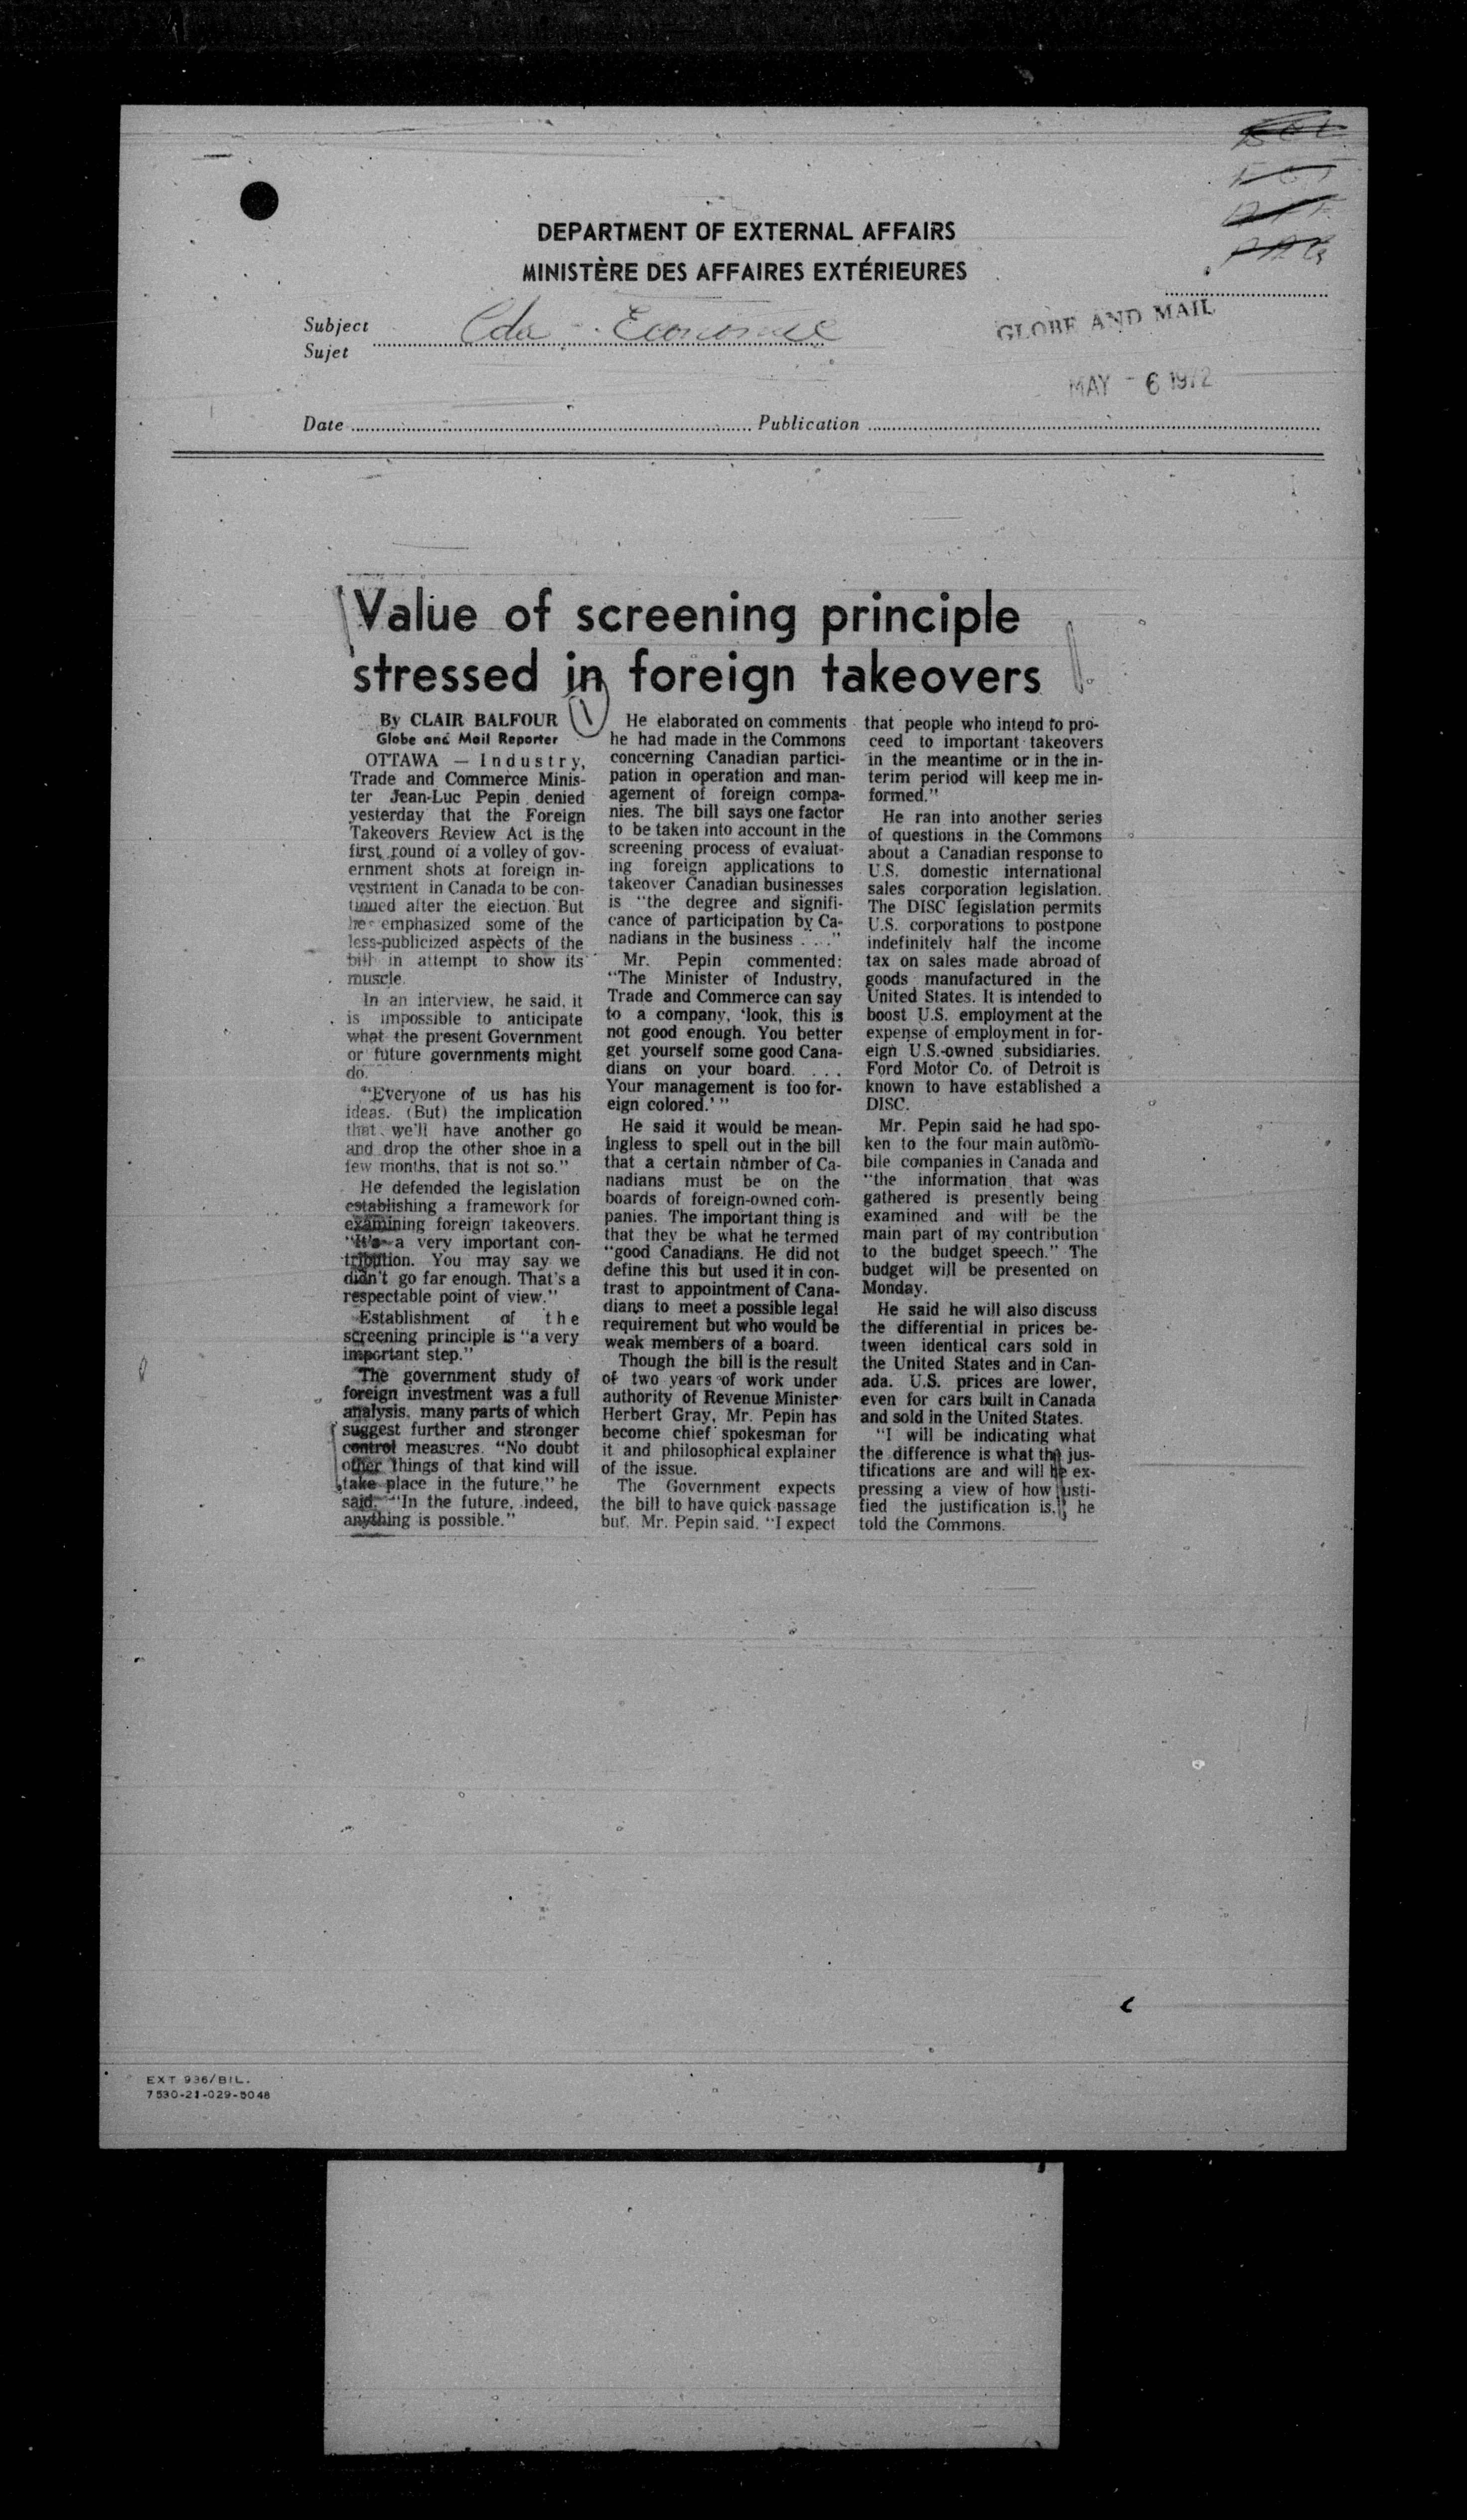 DEPARTMENT OF EXTERNAL AFFAIRS
MINISTÈRE DES AFFAIRES EXTÉRIEURES
Subject
Sujet
Cda - Economic
GLOBE AND MAIL
MAY - 6 1972
Date
Publication
Value of screening principle
stressed in foreign takeovers
By CLAIR BALFOUR
Globe and Mail Reporter
OTTAWA — Industry,
Trade and Commerce Minis-
ter Jean-Luc Pepin denied
yesterday that the Foreign
Takeovers Review Act is the
first round of a volley of gov-
ernment shots at foreign in-
vestment in Canada to be con-
tinued after the election. But
he emphasized some of the
less-publicized aspects of the
bill in attempt to show its
muscle.
In an interview, he said, it
is impossible to anticipate
what the present Government
or future governments might
do.
"Everyone of us has his
ideas. (But) the implication
that we'll have another go
and drop the other shoe in a
few months, that is not so."
He defended the legislation
establishing a framework for
examining foreign takeovers.
"It's a very important con-
tribution. You may say we
didn't go far enough. That's a
respectable point of view."
Establishment of the
screening principle is "a very
important step."
The government study of
foreign investment was a full
analysis, many parts of which
suggest further and stronger
control measures. "No doubt
other things of that kind will
take place in the future," he
said. "In the future, indeed,
anything is possible."
He elaborated on comments
he had made in the Commons
concerning Canadian partici-
pation in operation and man-
agement of foreign compa-
nies. The bill says one factor
to be taken into account in the
screening process of evaluat-
ing foreign applications to
takeover Canadian businesses
is "the degree and signifi-
cance of participation by Ca-
nadians in the business . . ."
Mr. Pepin commented:
"The Minister of Industry,
Trade and Commerce can say
to a company, 'look, this is
not good enough. You better
get yourself some good Cana-
dians on your board. . . .
Your management is too for-
eign colored.' "
He said it would be mean-
ingless to spell out in the bill
that a certain number of Ca-
nadians must be on the
boards of foreign-owned com-
panies. The important thing is
that they be what he termed
"good Canadians. He did not
define this but used it in con-
trast to appointment of Cana-
dians to meet a possible legal
requirement but who would be
weak members of a board.
Though the bill is the result
of two years of work under
authority of Revenue Minister
Herbert Gray, Mr. Pepin has
become chief spokesman for
it and philosophical explainer
of the issue.
The Government expects
the bill to have quick passage
but, Mr. Pepin said, "I expect
that people who intend to pro-
ceed to important takeovers
in the meantime or in the in-
terim period will keep me in-
formed."
He ran into another series
of questions in the Commons
about a Canadian response to
U.S. domestic international
sales corporation legislation.
The DISC legislation permits
U.S. corporations to postpone
indefinitely half the income
tax on sales made abroad of
goods manufactured in the
United States. It is intended to
boost U.S. employment at the
expense of employment in for-
eign U.S.-owned subsidiaries.
Ford Motor Co. of Detroit is
known to have established a
DISC.
Mr. Pepin said he had spo-
ken to the four main automo-
bile companies in Canada and
"the information that was
gathered is presently being
examined and will be the
main part of my contribution
to the budget speech." The
budget will be presented on
Monday.
He said he will also discuss
the differential in prices be-
tween identical cars sold in
the United States and in Can-
ada. U.S. prices are lower,
even for cars built in Canada
and sold in the United States.
"I will be indicating what
the difference is what the jus-
tifications are and will be ex-
pressing a view of how justi-
fied the justification is," he
told the Commons.
EXT 936/BIL.
7530-21-029-5048